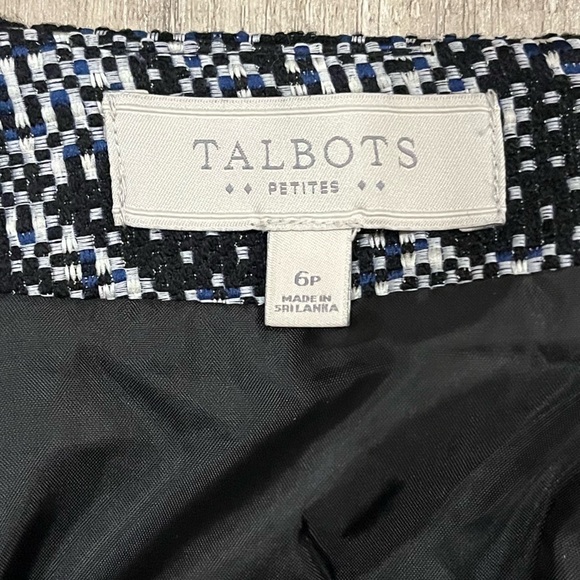 TALBOTS
♦ ♦ PETITES ♦ ♦
6P
MADE IN
SRI LANKA